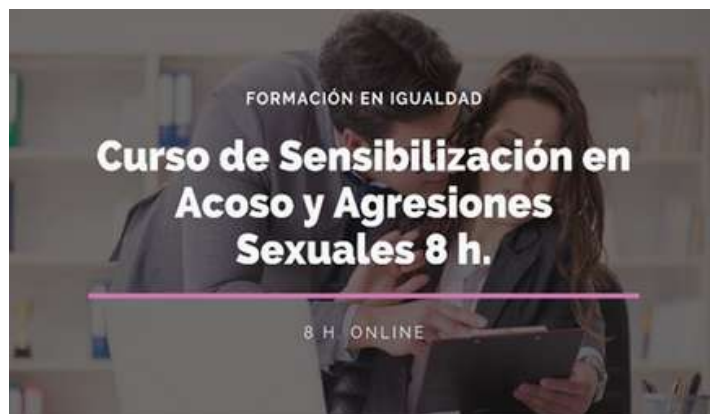 FORMACIÓN EN IGUALDAD
Curso de Sensibilización en
Acoso y Agresiones
Sexuales 8 h.
8 H. ONLINE